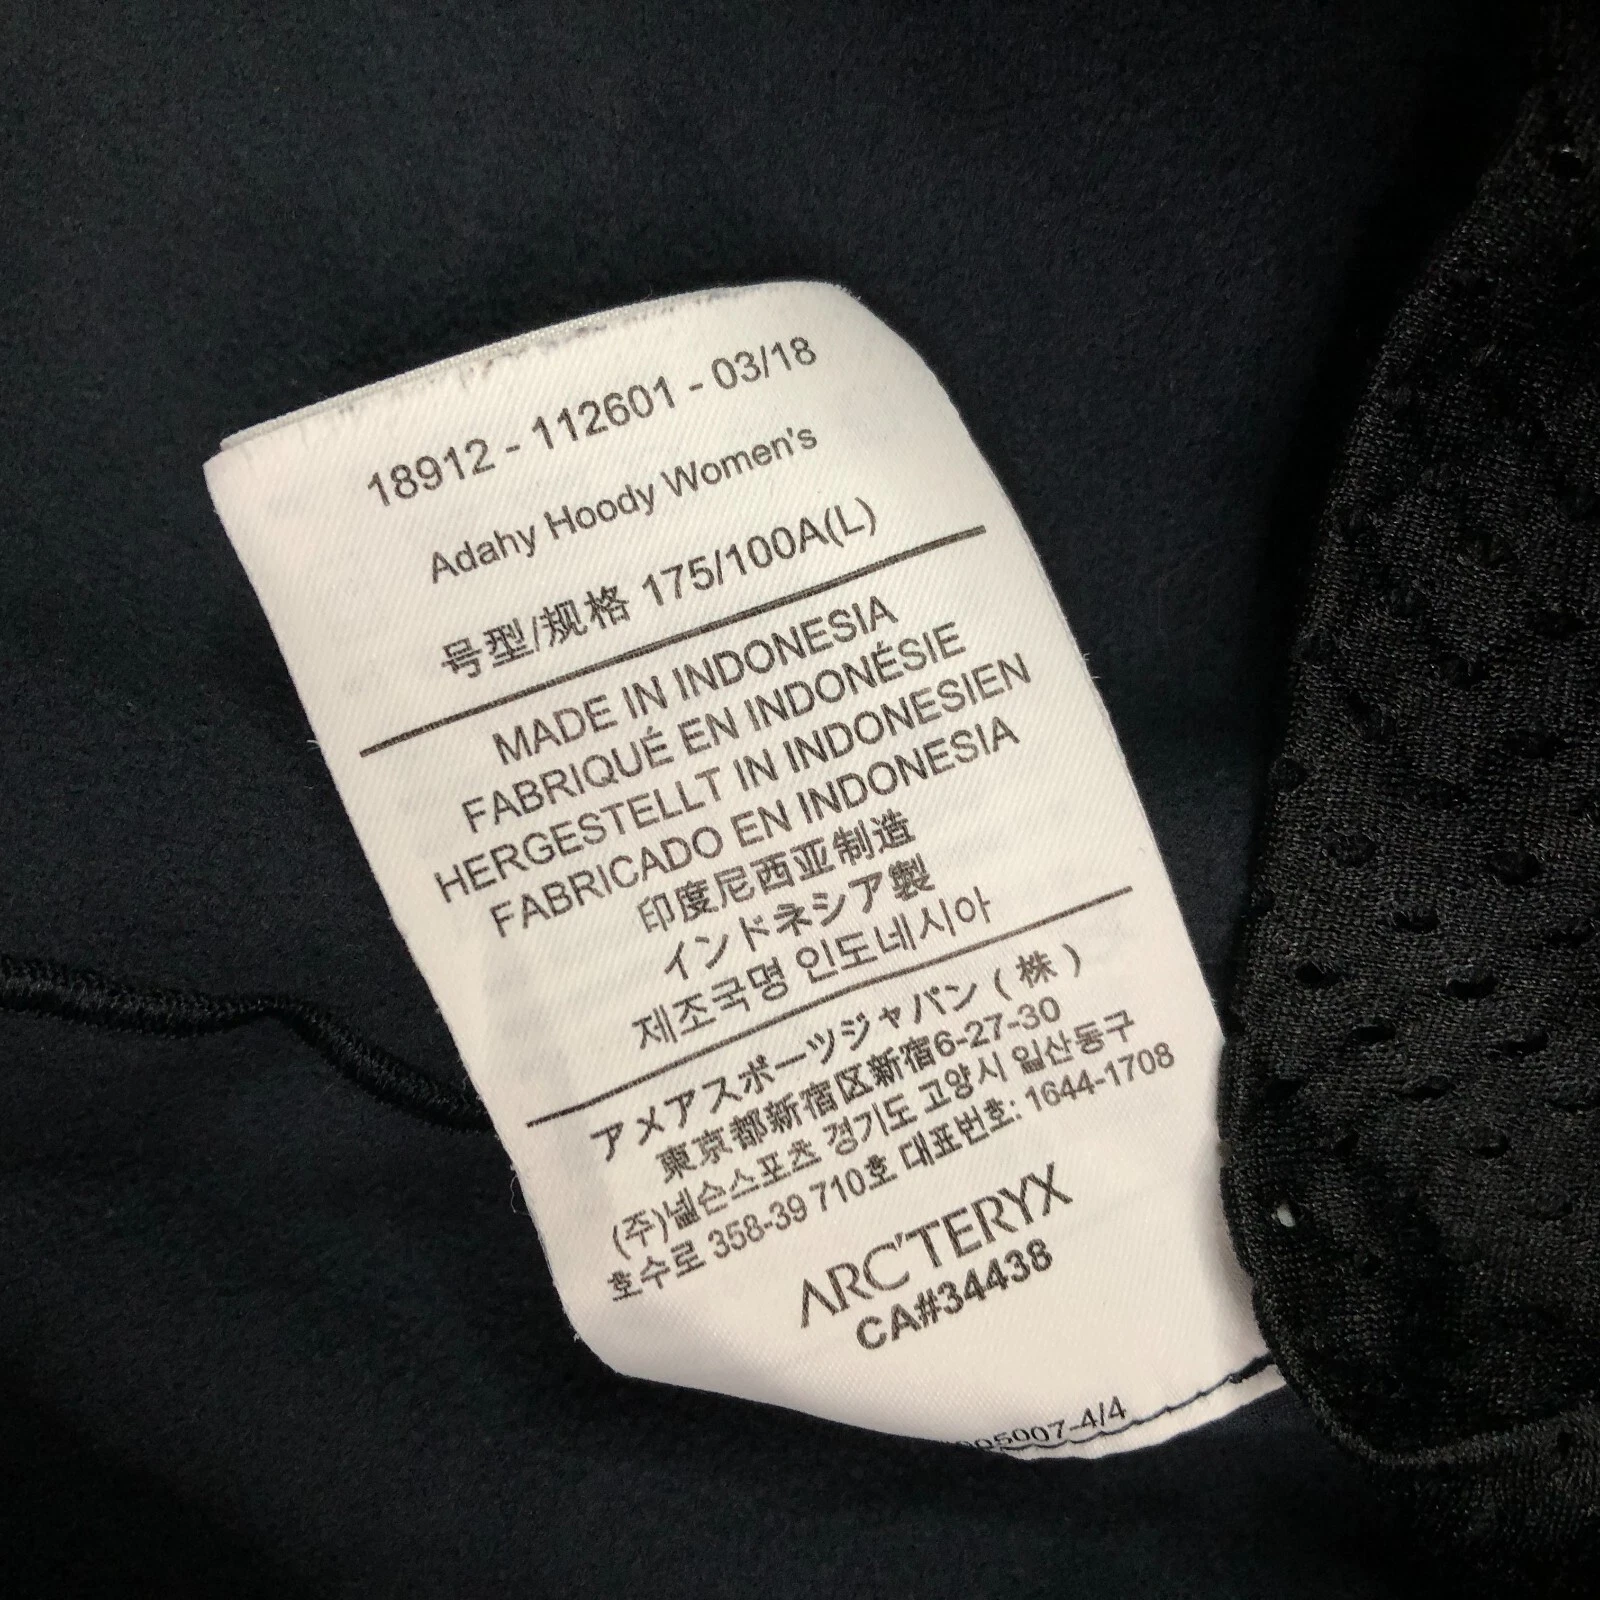 18912 - 112601 - 03/18
Adahy Hoody Women's
号型/规格 175/100A(L)
MADE IN INDONESIA
FABRIQUÉ EN INDONÉSIE
HERGESTELLT IN INDONESIEN
FABRICADO EN INDONESIA
印度尼西亚制造
インドネシア製
제조국명 인도네시아
アメアスポーツジャパン ( 株 )
東京都新宿区新宿6-27-30
(주)넬슨스포츠 경기도 고양시 일산동구
호수로 358-39 710호 대표번호: 1644-1708
ARC'TERYX
CA#34438